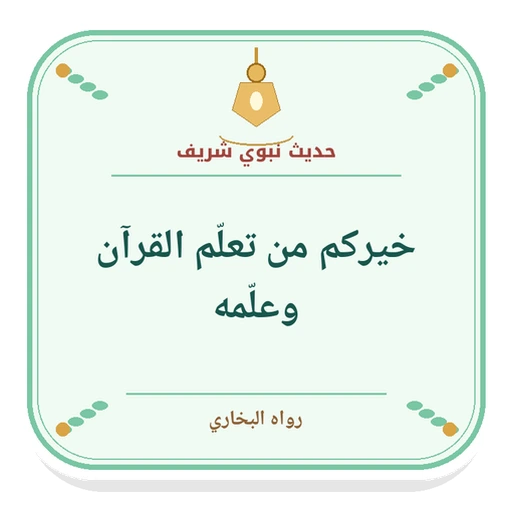 حديث نبوي شريف
خيركم من تعلّم القرآن
وعلّمه
رواه البخاري